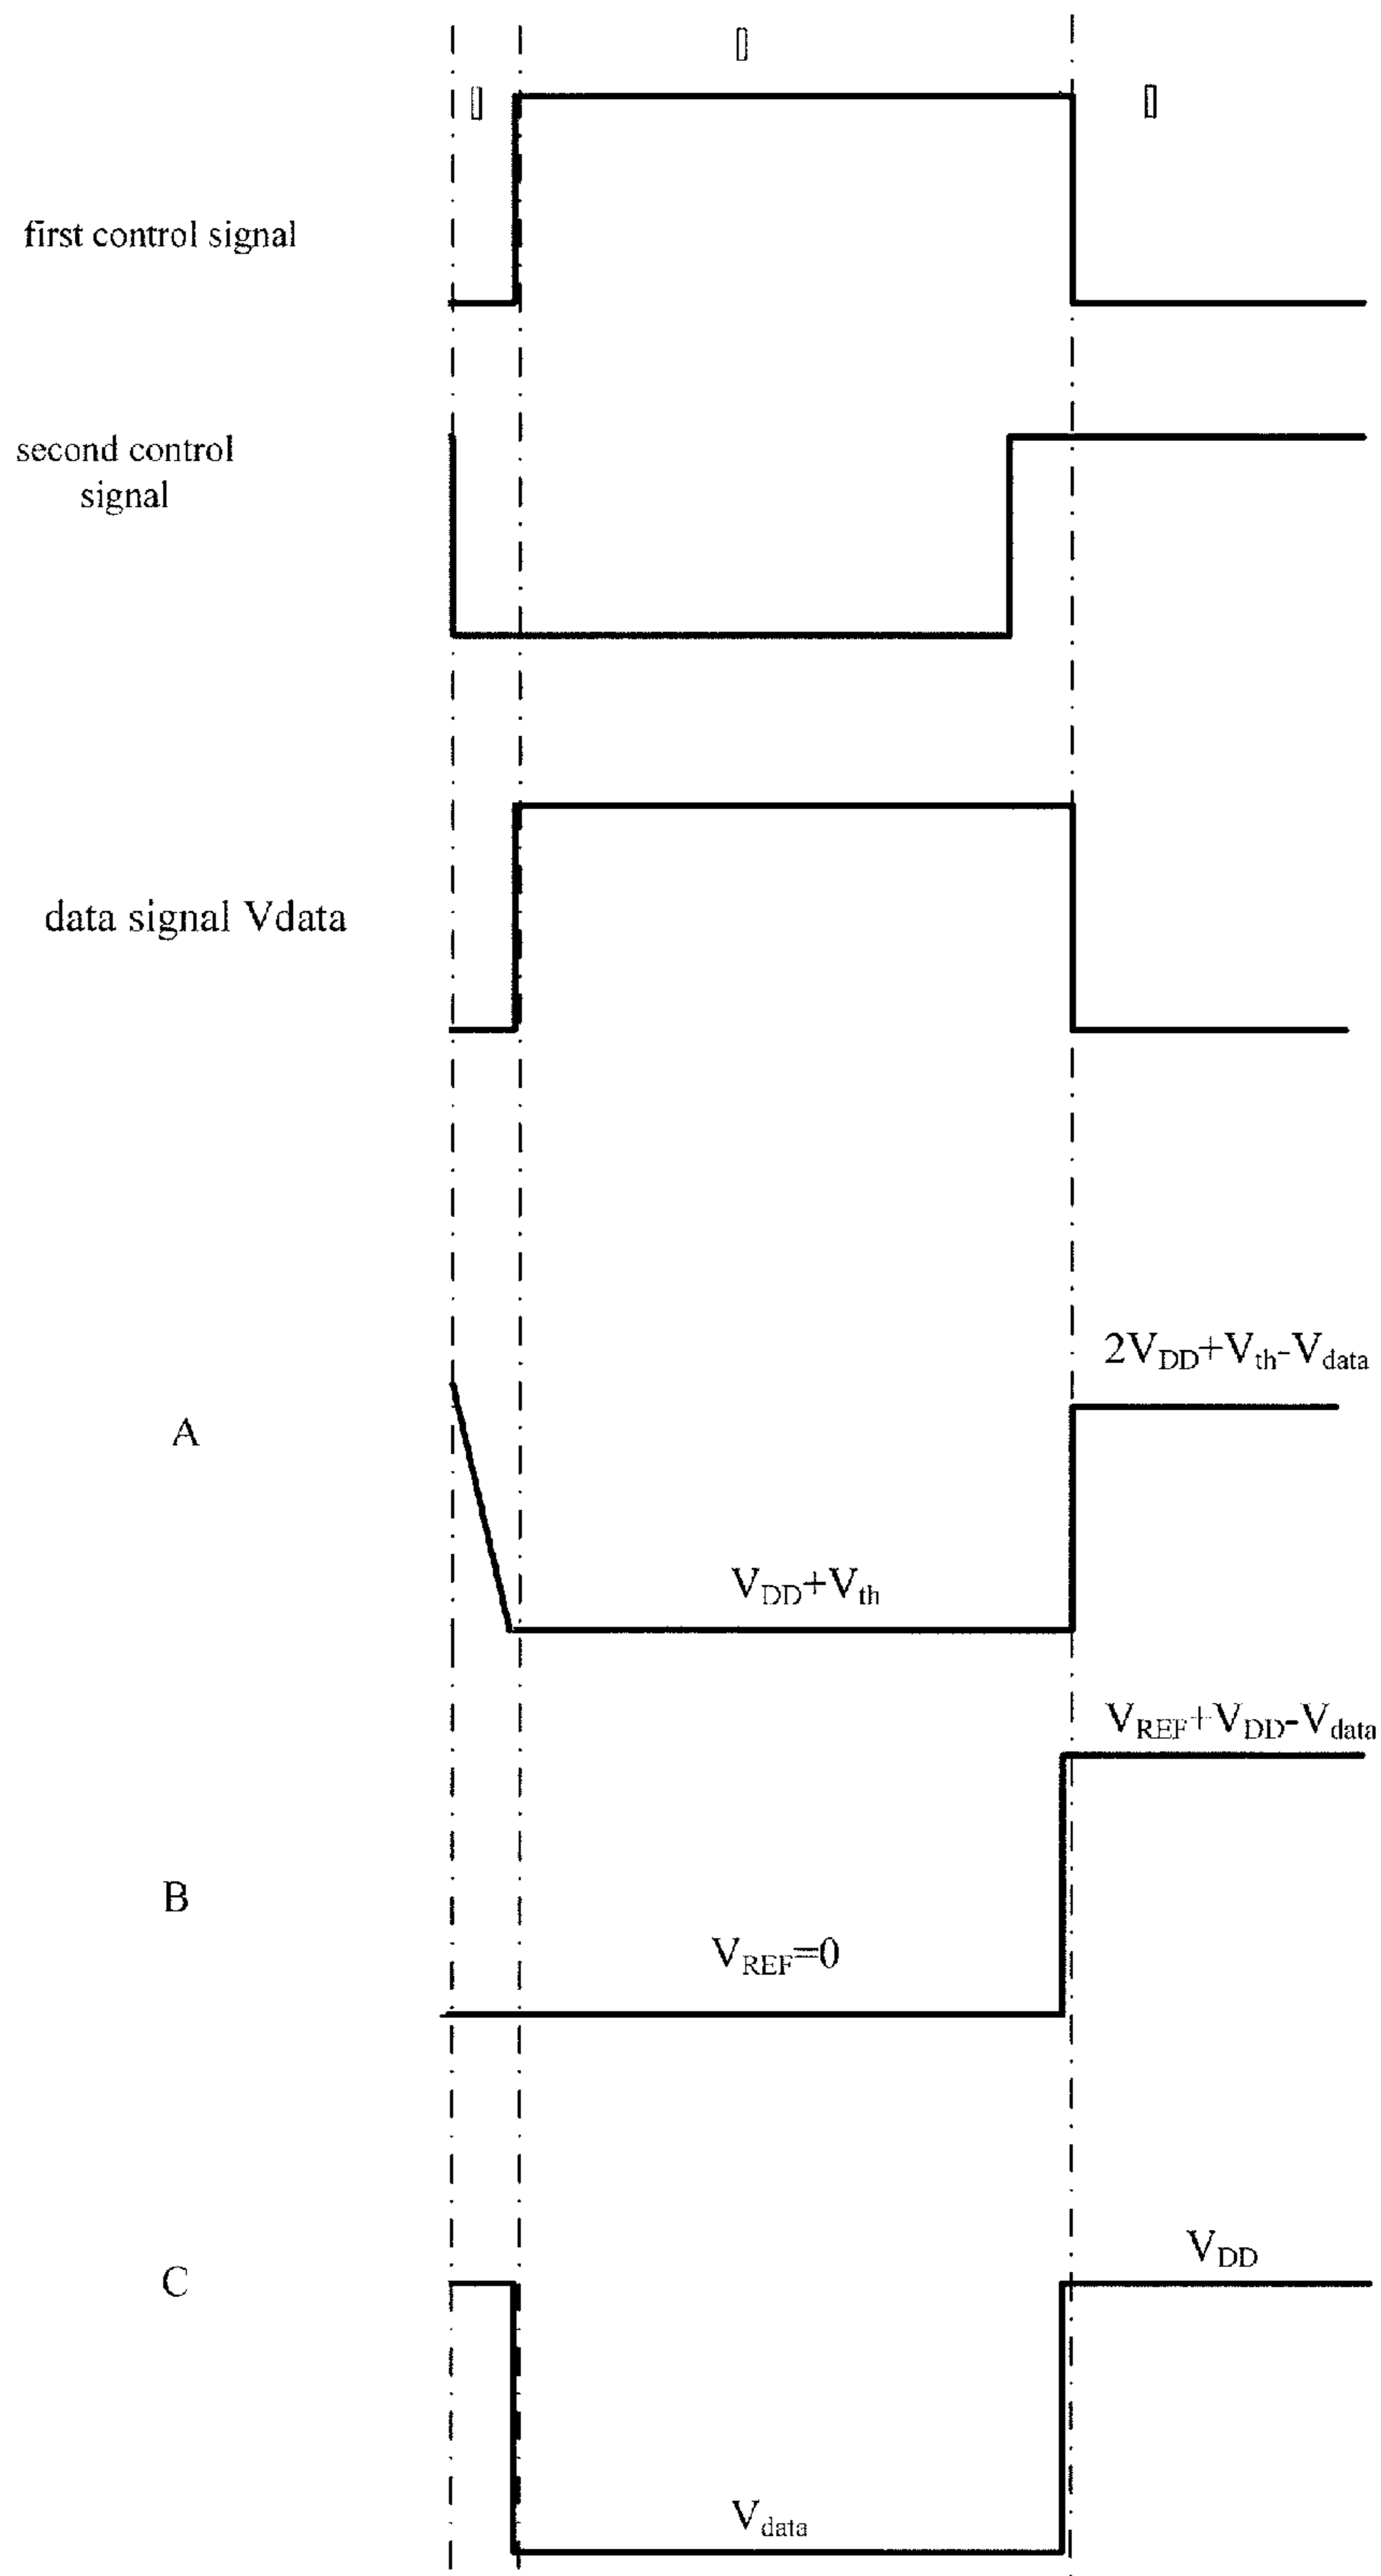 first control signal
second control
signal
data signal Vdata
2V_DD+V_th-V_data
A
V_DD+V_th
V_REF+V_DD-V_data
B
V_REF=0
V_DD
C
V_data